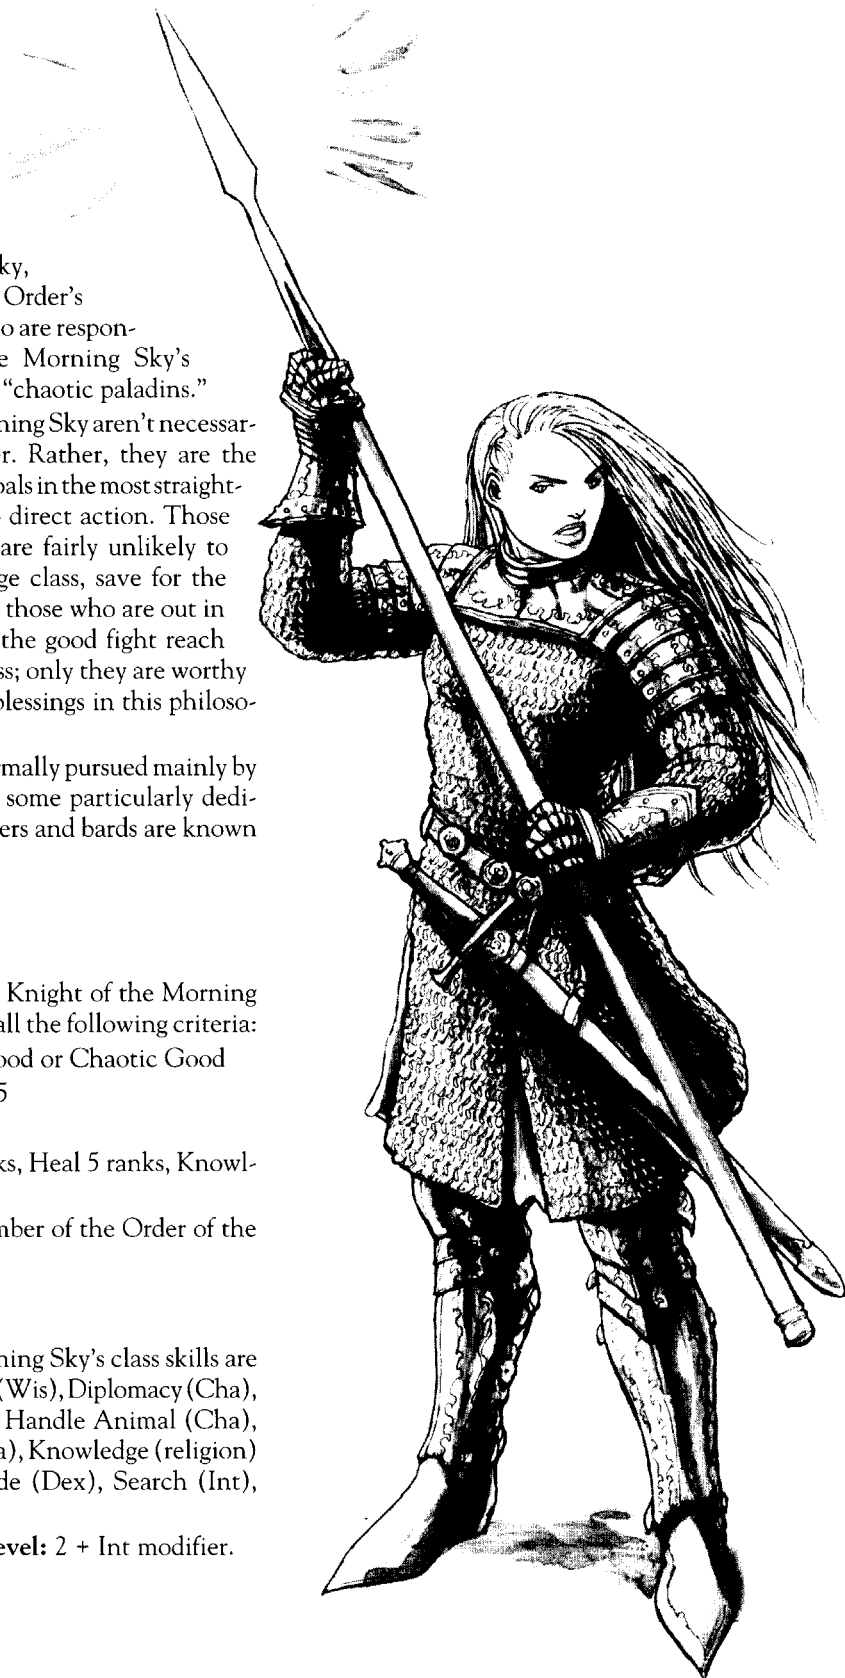 ky,
Order's
o are respon-
e Morning Sky's
“chaotic paladins.”
ning Sky aren't necessar-
er. Rather, they are the
oals in the most straight-
direct action. Those
are fairly unlikely to
ge class, save for the
those who are out in
the good fight reach
ss; only they are worthy
blessings in this philoso-
rmally pursued mainly by
some particularly dedi-
ers and bards are known
Knight of the Morning
all the following criteria:
ood or Chaotic Good
5
ks, Heal 5 ranks, Knowl-
mber of the Order of the
ning Sky's class skills are
(Wis), Diplomacy (Cha),
Handle Animal (Cha),
a), Knowledge (religion)
de (Dex), Search (Int),
evel: 2 + Int modifier.